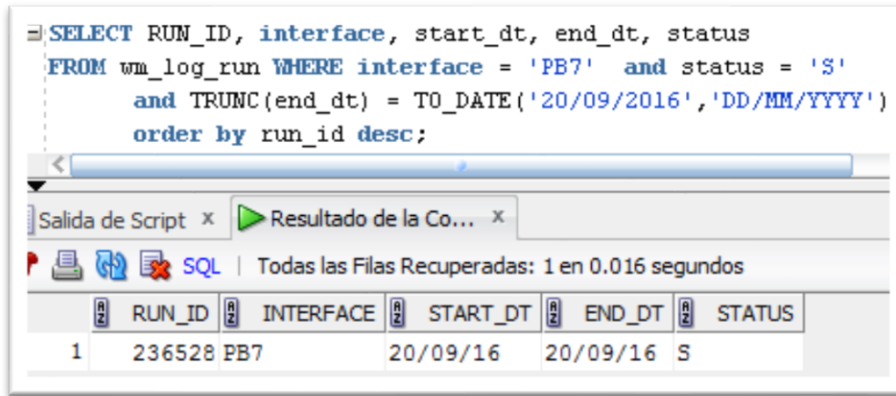 SELECT RUN_ID, interface, start_dt, end_dt, status
FROM wm_log_run WHERE interface = 'PB7' and status = 'S'
and TRUNC(end_dt) = TO_DATE('20/09/2016','DD/MM/YYYY')
order by run_id desc;
Salida de Script x Resultado de la Co... x
SQL | Todas las Filas Recuperadas: 1 en 0.016 segundos
RUN_ID INTERFACE START_DT END_DT STATUS
1 236528 PB7 20/09/16 20/09/16 S